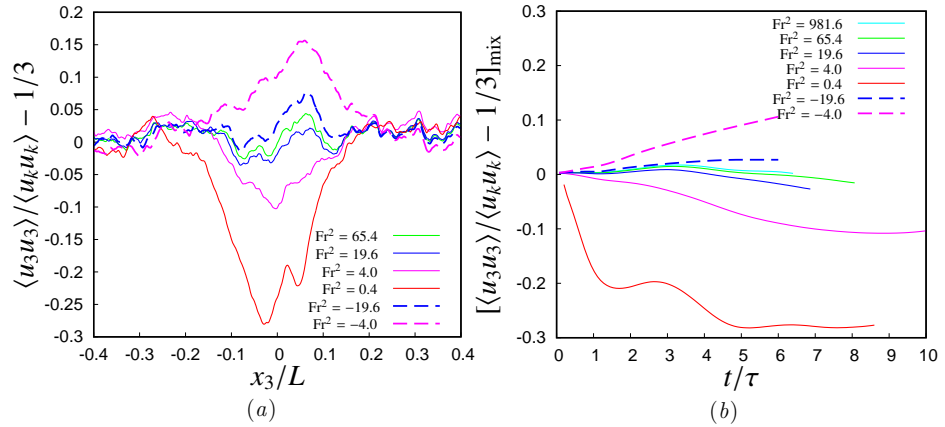 ⟨u₃u₃⟩/⟨uₖuₖ⟩ − 1/3
0.15
0.1
0.05
0
-0.05
-0.1
-0.15
-0.2
-0.25
-0.3
Fr² = 65.4
Fr² = 19.6
Fr² = 4.0
Fr² = 0.4
Fr² = −19.6
Fr² = −4.0
-0.4 -0.3 -0.2 -0.1 0 0.1 0.2 0.3 0.4
x₃/L
(a)
[⟨u₃u₃⟩/⟨uₖuₖ⟩ − 1/3]mix
0.3
0.2
0.1
0
-0.1
-0.2
-0.3
Fr² = 981.6
Fr² = 65.4
Fr² = 19.6
Fr² = 4.0
Fr² = 0.4
Fr² = −19.6
Fr² = −4.0
0 1 2 3 4 5 6 7 8 9 10
t/τ
(b)